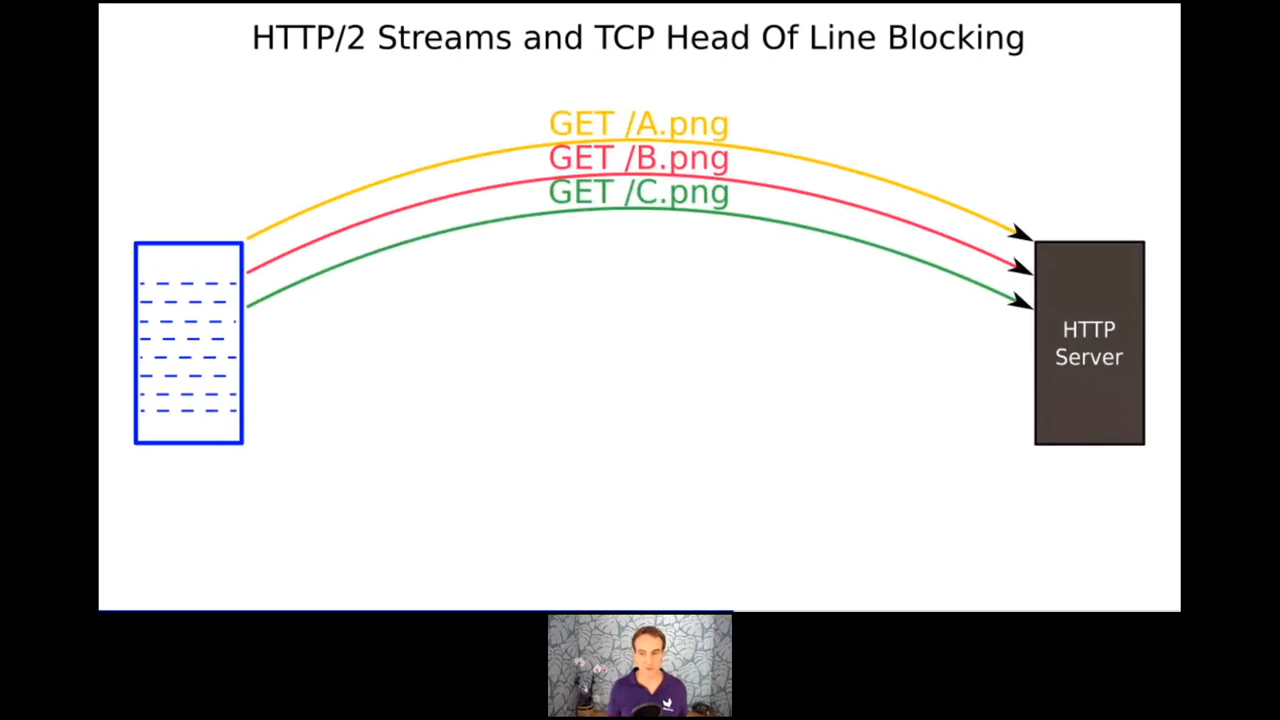 HTTP/2 Streams and TCP Head Of Line Blocking
GET /A.png
GET /B.png
GET /C.png
HTTP
Server